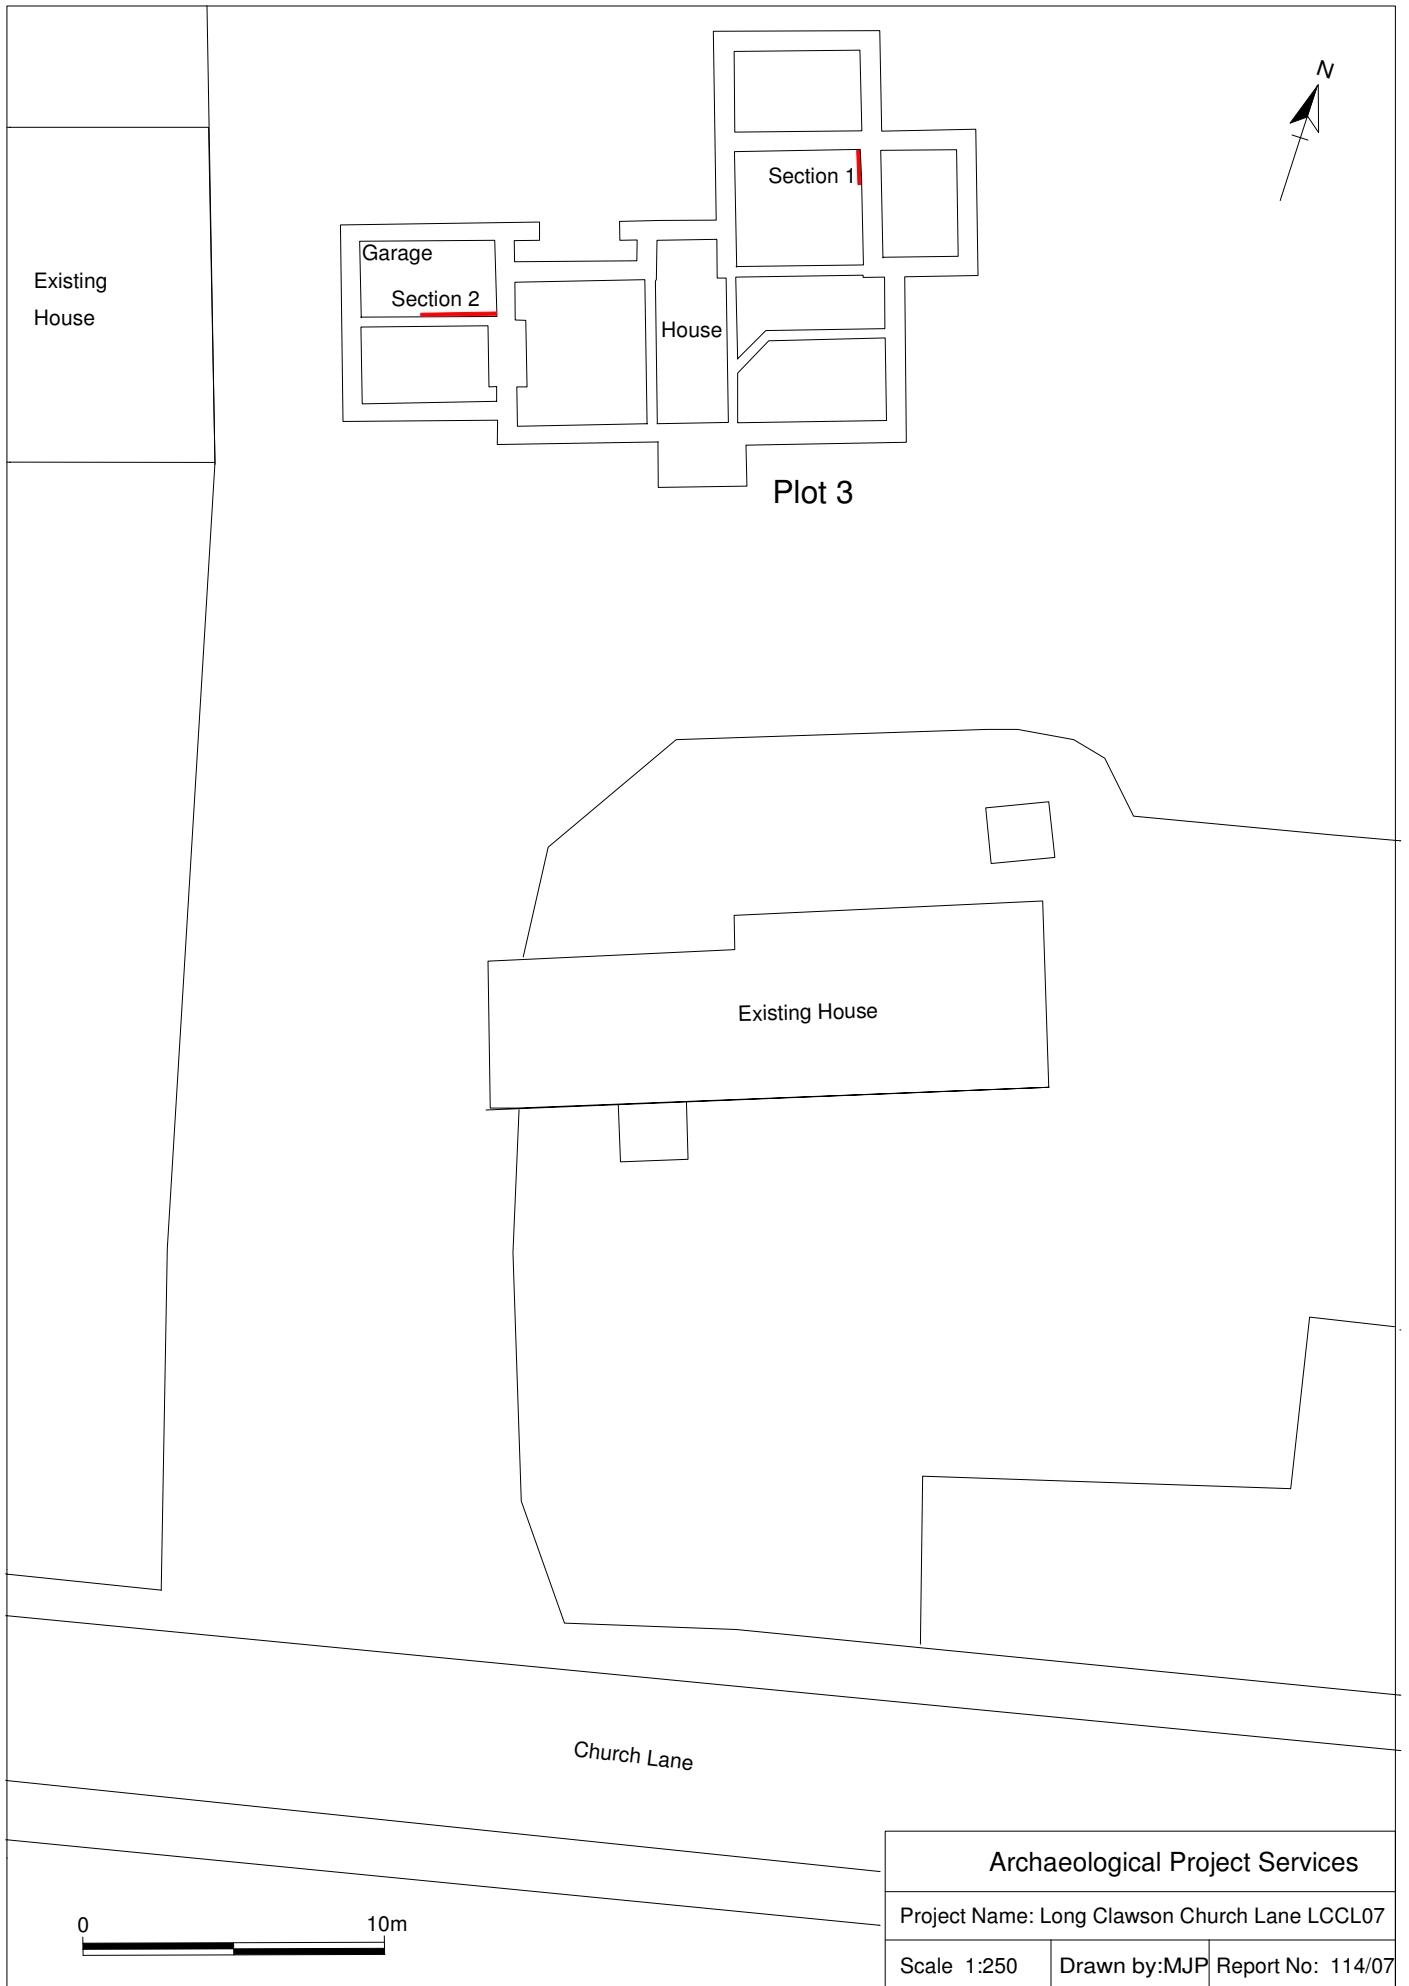 N
Section 1
Garage
Section 2
Existing
House
House
Plot 3
Existing House
Church Lane
0 10m
Archaeological Project Services
Project Name: Long Clawson Church Lane LCCL07
Scale 1:250 Drawn by:MJP Report No: 114/07